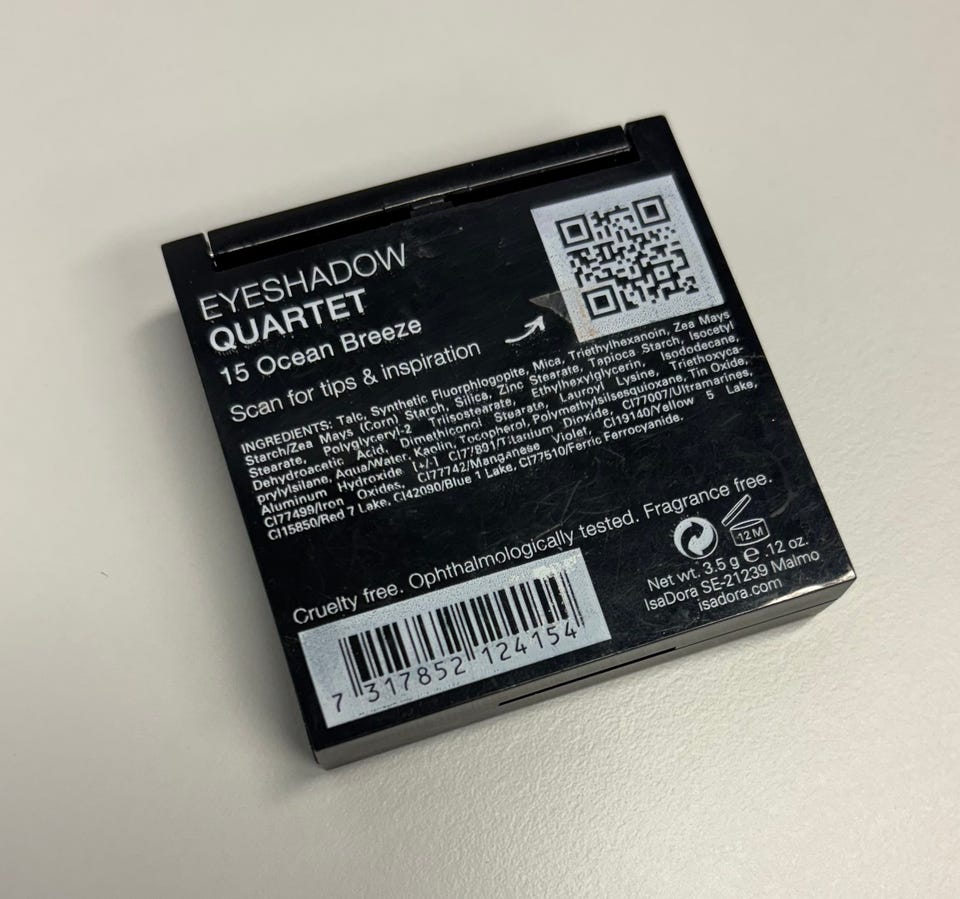 EYESHADOW
QUARTET
15 Ocean Breeze
Scan for tips & inspiration
INGREDIENTS: Talc, Synthetic Fluorphlogopite, Mica, Triethylhexanoin, Zea Mays
Starch/Zea Mays (Corn) Starch, Silica, Zinc Stearate, Tapioca Starch, Isocetyl
Stearate, Polyglyceryl-2 Triisostearate, Ethylhexylglycerin, Isododecane,
Dehydroacetic Acid, Dimethiconol Stearate, Lauroyl Lysine, Triethoxyca-
prylylsilane, Aqua/Water, Kaolin, Tocopherol, Polymethylsilsesquioxane, Tin Oxide,
Aluminum Hydroxide [+/-] CI77891/Titanium Dioxide, CI77007/Ultramarines,
CI77499/Iron Oxides, CI77742/Manganese Violet, CI19140/Yellow 5 Lake,
CI15850/Red 7 Lake, CI42090/Blue 1 Lake, CI77510/Ferric Ferrocyanide.
Cruelty free. Ophthalmologically tested. Fragrance free.
12 M
Net wt. 3.5 g e .12 oz.
IsaDora SE-21239 Malmo
isadora.com
7 317852 124154